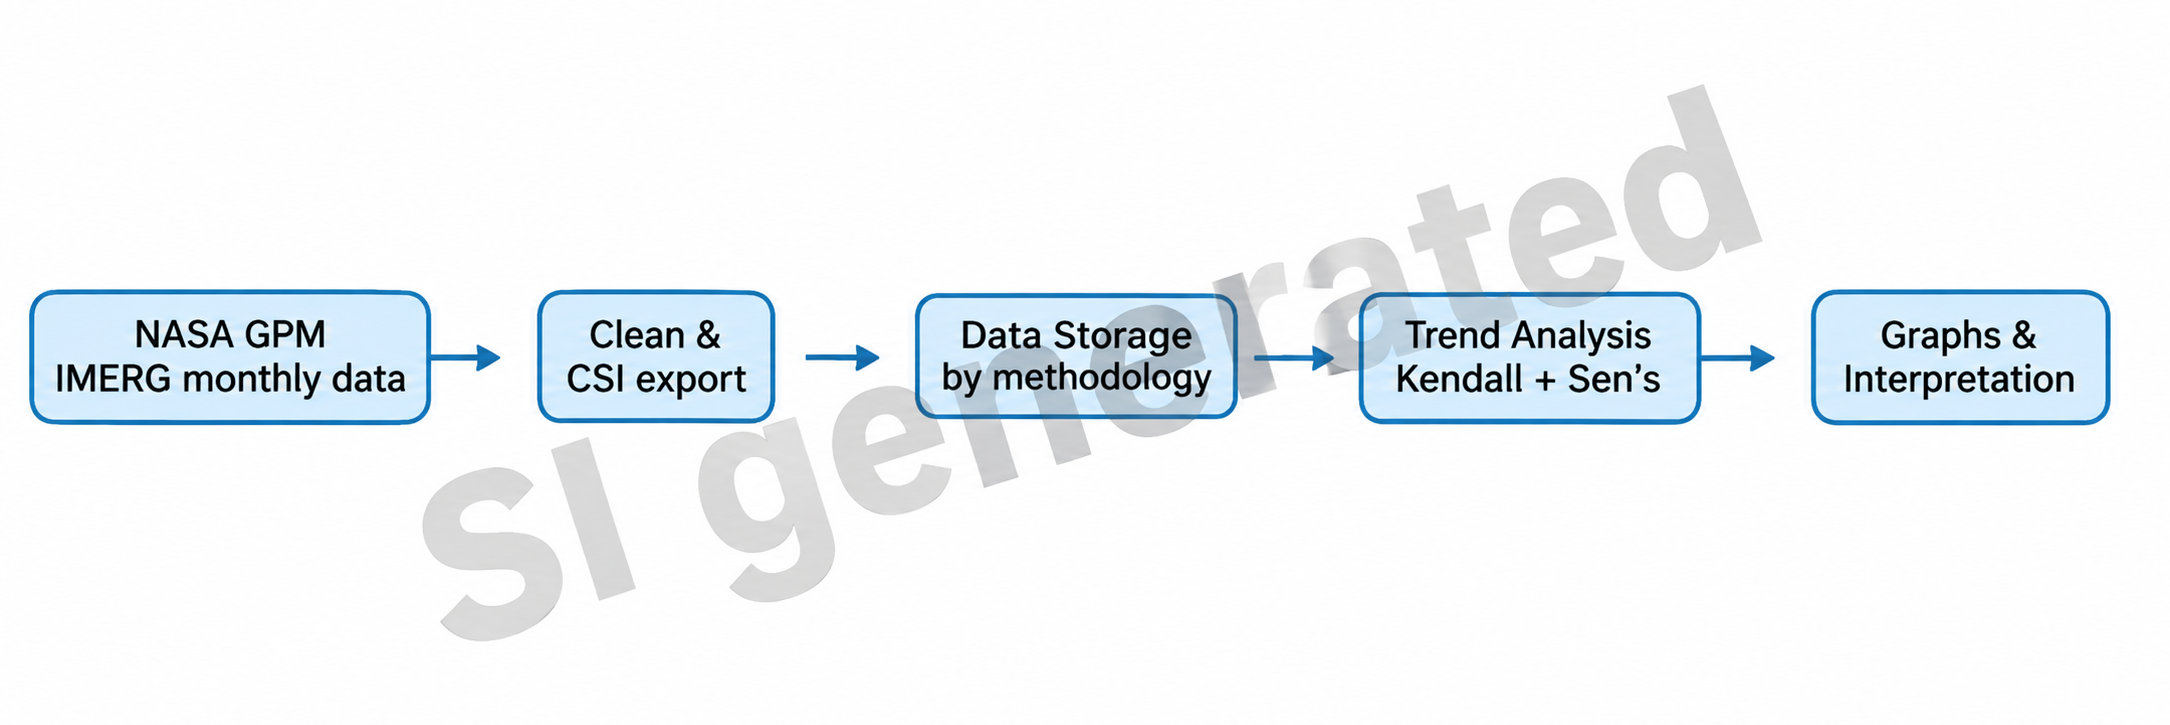 NASA GPM
IMERG monthly data
Clean &
CSI export
Data Storage
by methodology
Trend Analysis
Kendall + Sen’s
Graphs &
Interpretation
SI generated